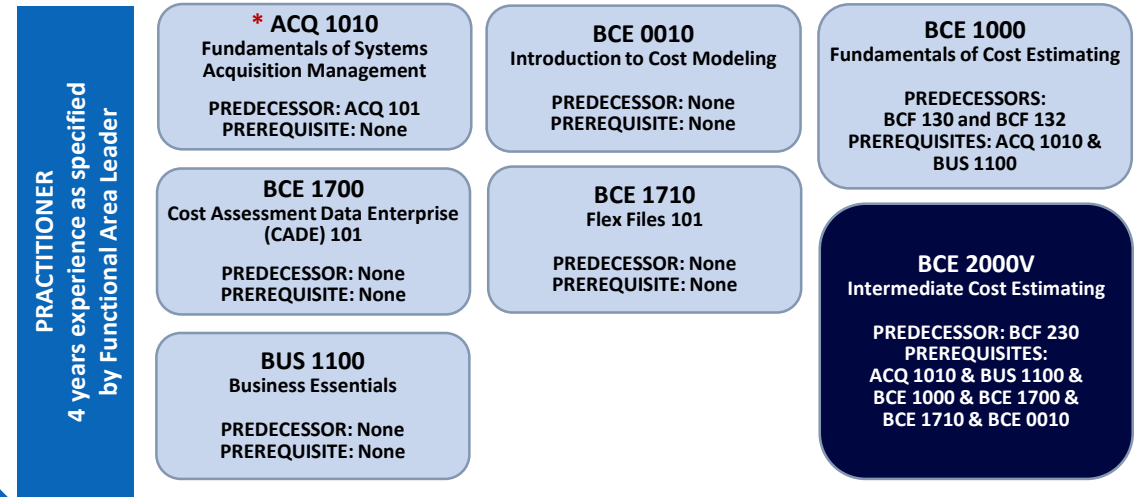 PRACTITIONER
4 years experience as specified
by Functional Area Leader
* ACQ 1010
Fundamentals of Systems
Acquisition Management
PREDECESSOR: ACQ 101
PREREQUISITE: None
BCE 0010
Introduction to Cost Modeling
PREDECESSOR: None
PREREQUISITE: None
BCE 1000
Fundamentals of Cost Estimating
PREDECESSORS:
BCF 130 and BCF 132
PREREQUISITES: ACQ 1010 &
BUS 1100
BCE 1700
Cost Assessment Data Enterprise
(CADE) 101
PREDECESSOR: None
PREREQUISITE: None
BCE 1710
Flex Files 101
PREDECESSOR: None
PREREQUISITE: None
BCE 2000V
Intermediate Cost Estimating
PREDECESSOR: BCF 230
PREREQUISITES:
ACQ 1010 & BUS 1100 &
BCE 1000 & BCE 1700 &
BCE 1710 & BCE 0010
BUS 1100
Business Essentials
PREDECESSOR: None
PREREQUISITE: None